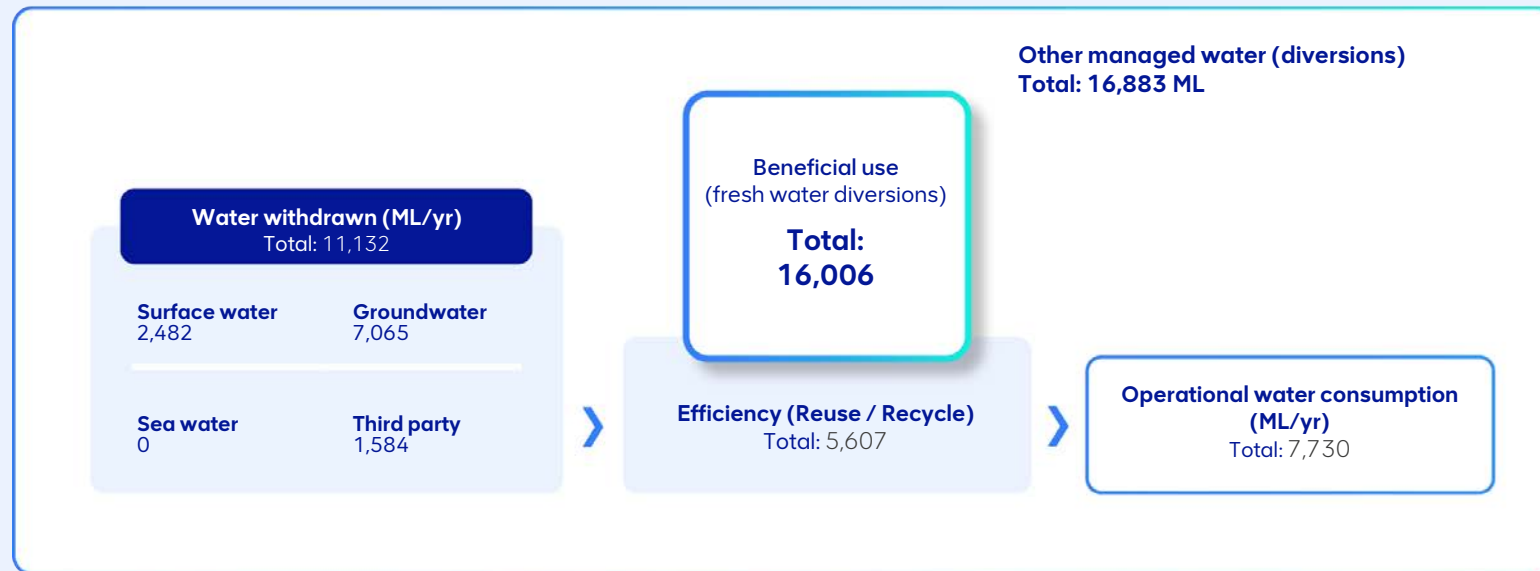 Other managed water (diversions)
Total: 16,883 ML
Beneficial use
(fresh water diversions)
Total:
16,006
Water withdrawn (ML/yr)
Total: 11,132
Surface water
2,482
Groundwater
7,065
Sea water
0
Third party
1,584
❯
Efficiency (Reuse / Recycle)
Total: 5,607
❯
Operational water consumption
(ML/yr)
Total: 7,730